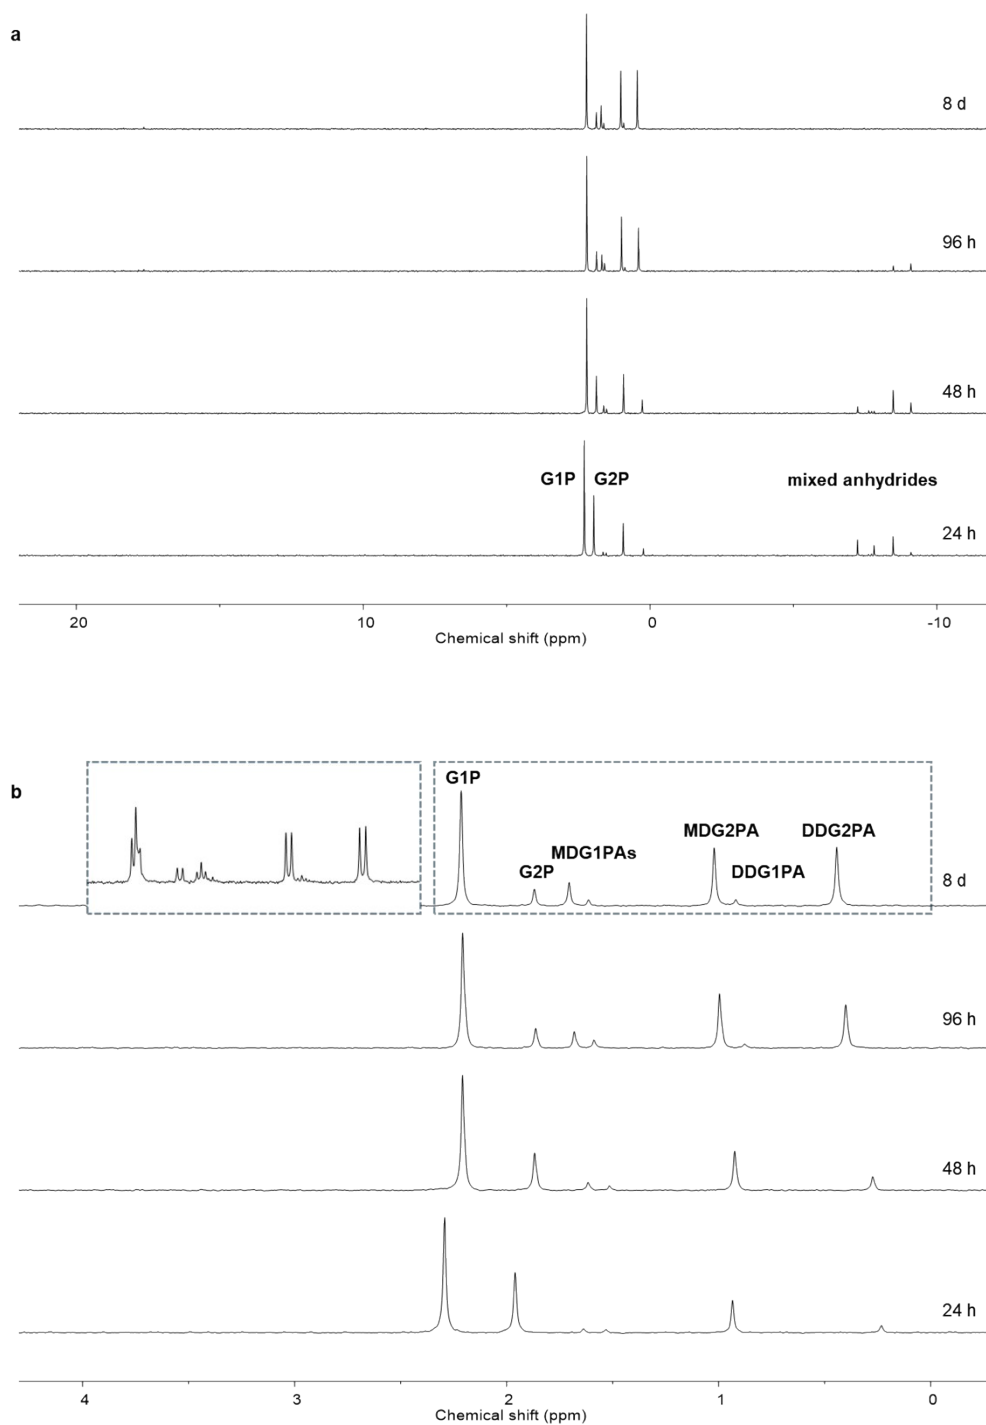 a
8 d
96 h
48 h
G1P G2P mixed anhydrides
24 h
20 10 0 -10
Chemical shift (ppm)
b
G1P
MDG2PA DDG2PA
MDG1PAs
G2P DDG1PA
8 d
96 h
48 h
24 h
4 3 2 1 0
Chemical shift (ppm)